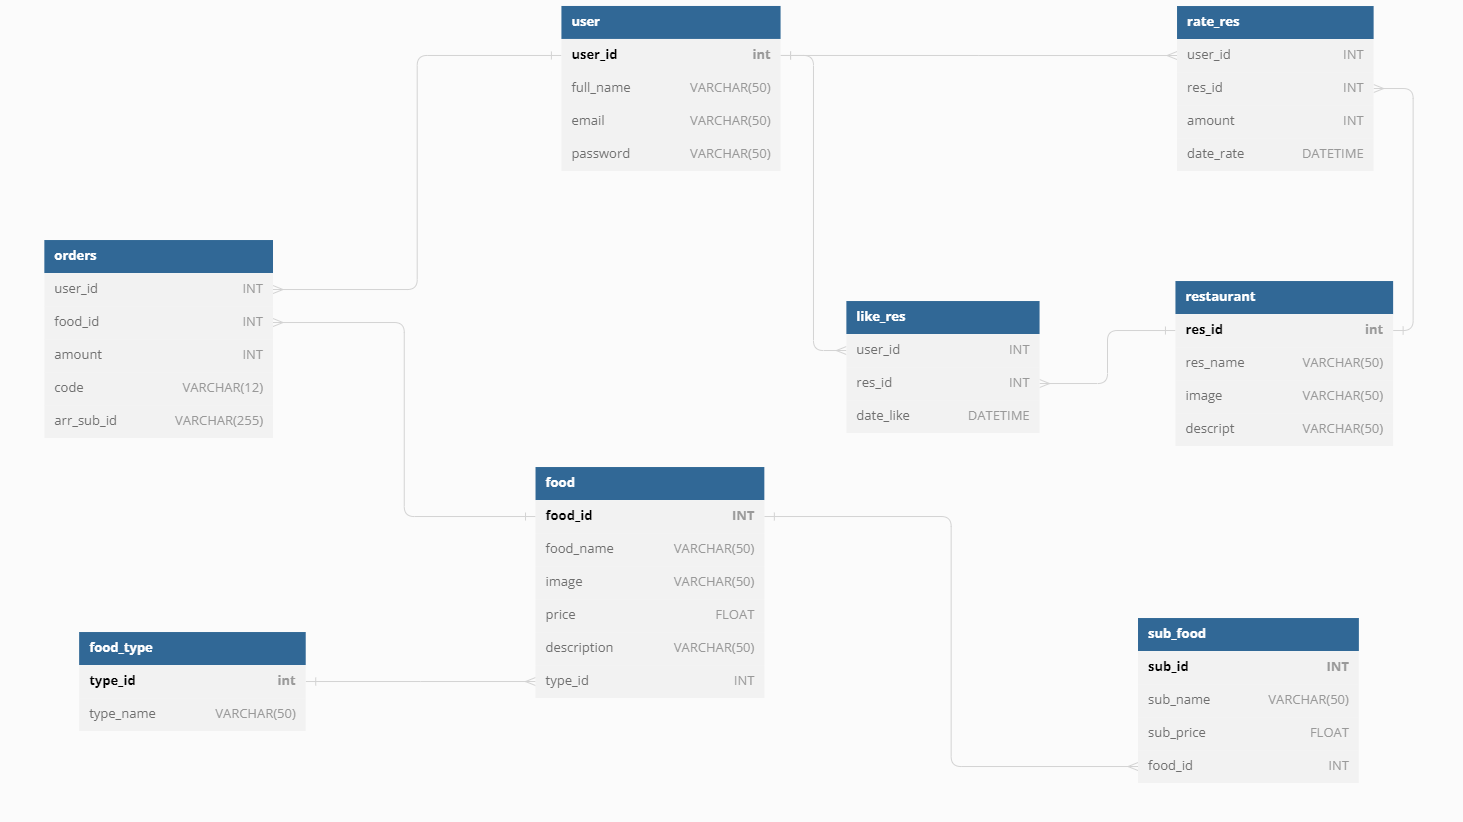 user
user_id int
full_name VARCHAR(50)
email VARCHAR(50)
password VARCHAR(50)
rate_res
user_id INT
res_id INT
amount INT
date_rate DATETIME
orders
user_id INT
food_id INT
amount INT
code VARCHAR(12)
arr_sub_id VARCHAR(255)
like_res
user_id INT
res_id INT
date_like DATETIME
restaurant
res_id int
res_name VARCHAR(50)
image VARCHAR(50)
descript VARCHAR(50)
food
food_id INT
food_name VARCHAR(50)
image VARCHAR(50)
price FLOAT
description VARCHAR(50)
type_id INT
food_type
type_id int
type_name VARCHAR(50)
sub_food
sub_id INT
sub_name VARCHAR(50)
sub_price FLOAT
food_id INT